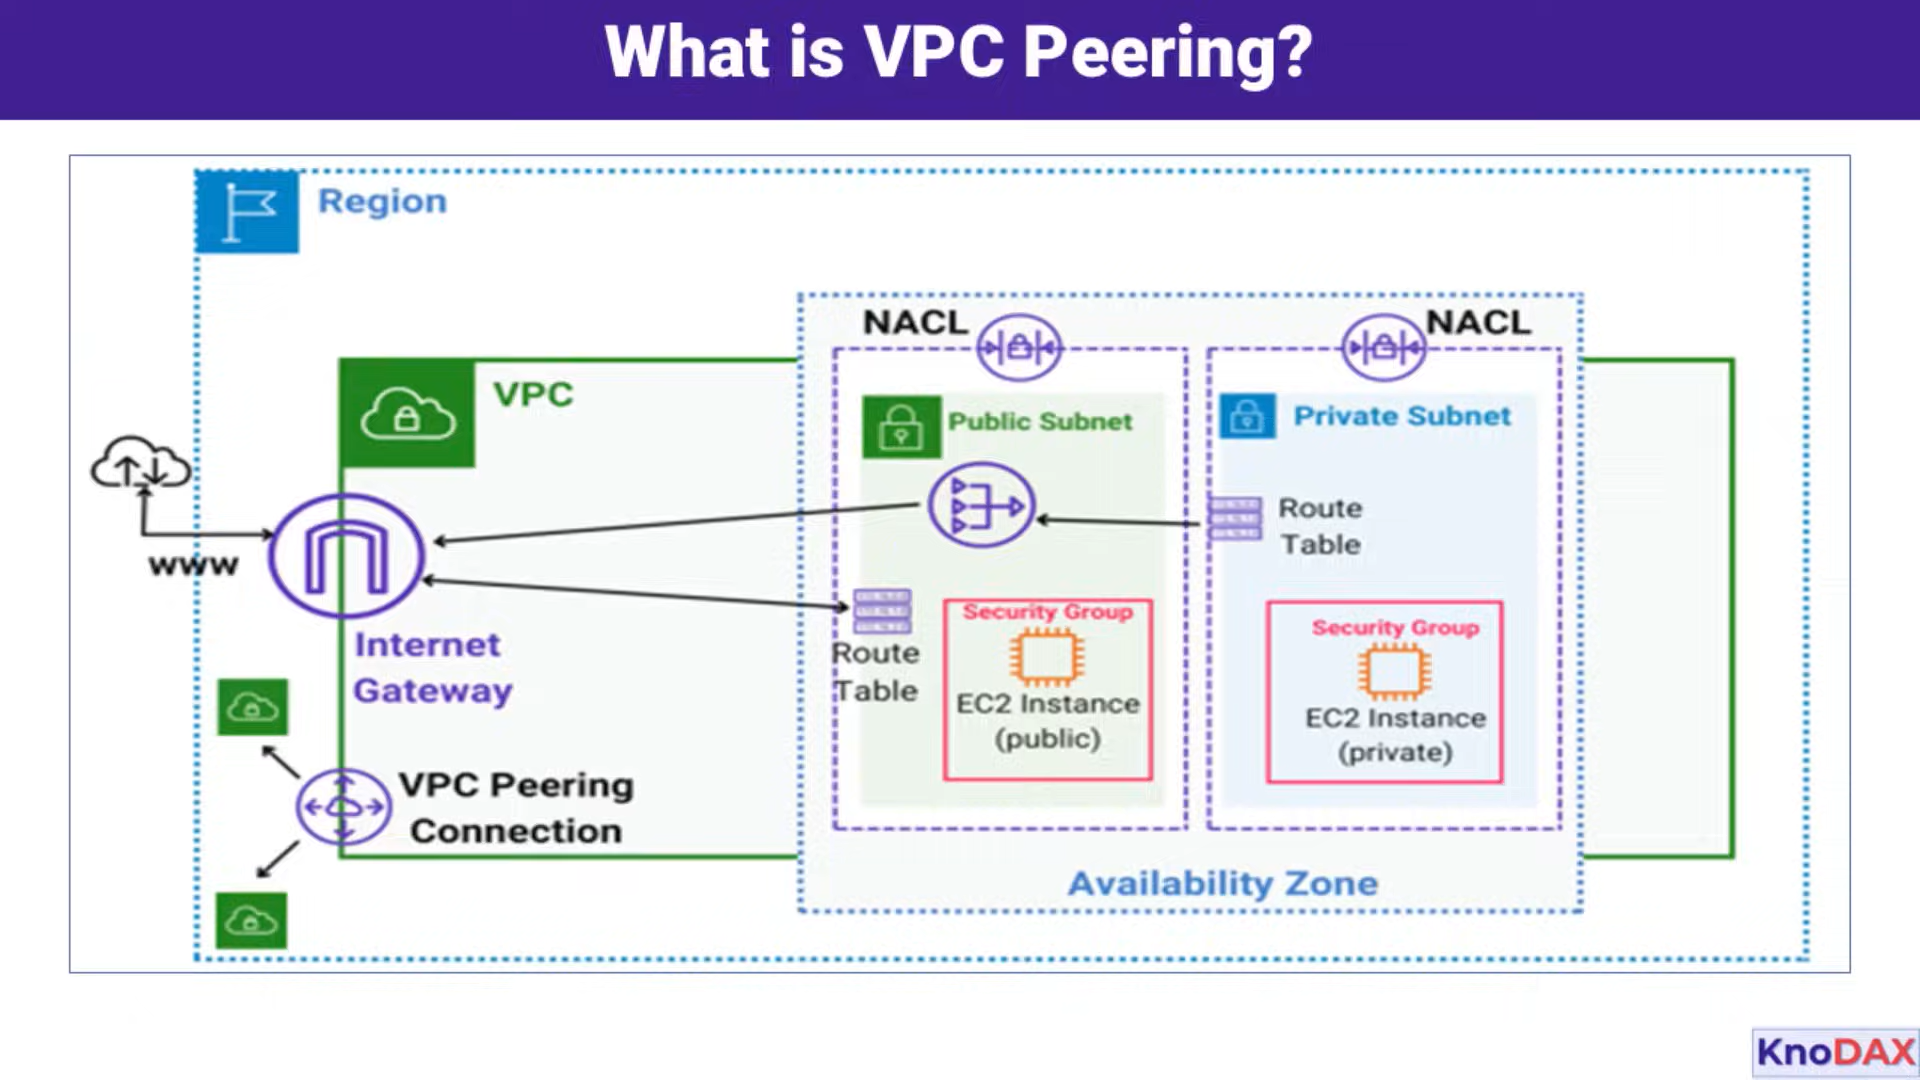 What is VPC Peering?
Region
NACL
NACL
VPC
Public Subnet
Private Subnet
Route
Table
www
Security Group
Security Group
Internet
Gateway
Route
Table
EC2 Instance
(public)
EC2 Instance
(private)
VPC Peering
Connection
Availability Zone
KnoDAX